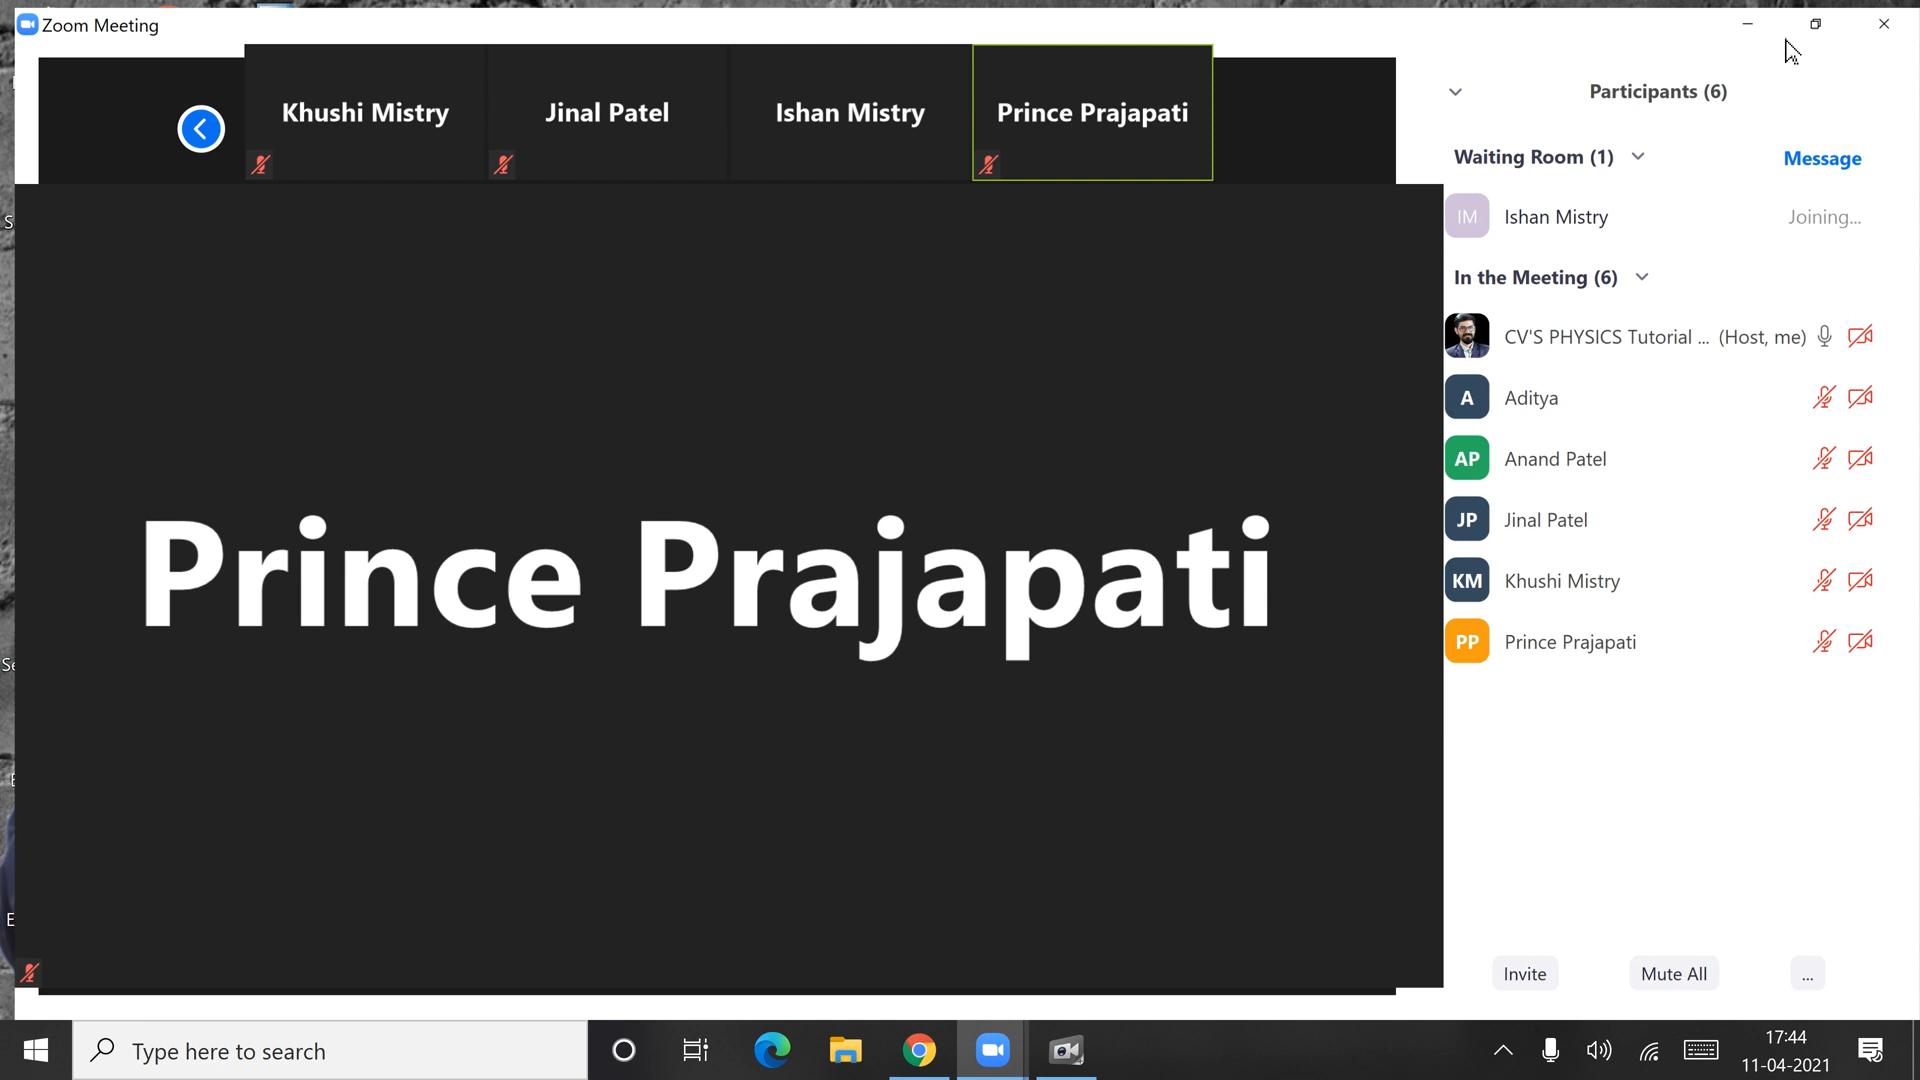 Zoom Meeting
Khushi Mistry
Jinal Patel
Ishan Mistry
Prince Prajapati
Participants (6)
Waiting Room (1)
Message
IM
Ishan Mistry
Joining...
In the Meeting (6)
CV'S PHYSICS Tutorial ... (Host, me)
A
Aditya
AP
Anand Patel
JP
Jinal Patel
KM
Khushi Mistry
PP
Prince Prajapati
Prince Prajapati
Invite
Mute All
...
Type here to search
17:44
11-04-2021